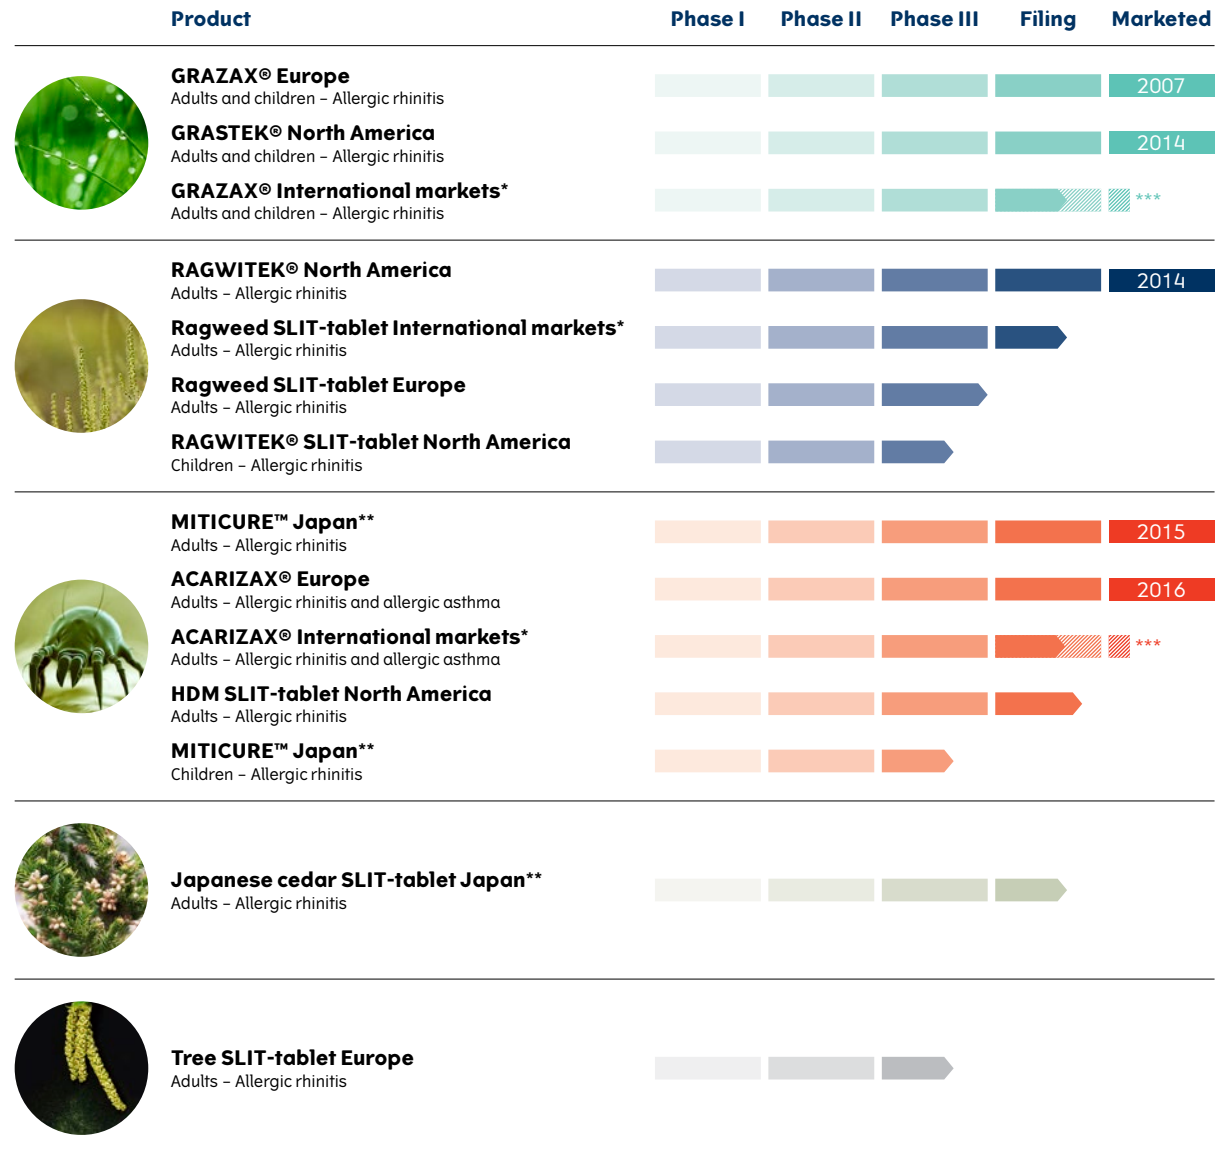 Product Phase I Phase II Phase III Filing Marketed
GRAZAX® Europe
Adults and children – Allergic rhinitis
2007
GRASTEK® North America
Adults and children – Allergic rhinitis
2014
GRAZAX® International markets*
Adults and children – Allergic rhinitis
***
RAGWITEK® North America
Adults – Allergic rhinitis
2014
Ragweed SLIT-tablet International markets*
Adults – Allergic rhinitis
Ragweed SLIT-tablet Europe
Adults – Allergic rhinitis
RAGWITEK® SLIT-tablet North America
Children – Allergic rhinitis
MITICURE™ Japan**
Adults – Allergic rhinitis
2015
ACARIZAX® Europe
Adults – Allergic rhinitis and allergic asthma
2016
ACARIZAX® International markets*
Adults – Allergic rhinitis and allergic asthma
***
HDM SLIT-tablet North America
Adults – Allergic rhinitis
MITICURE™ Japan**
Children – Allergic rhinitis
Japanese cedar SLIT-tablet Japan**
Adults – Allergic rhinitis
Tree SLIT-tablet Europe
Adults – Allergic rhinitis